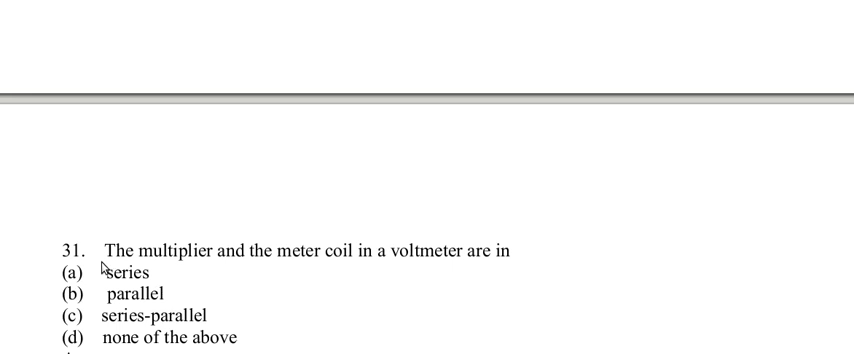 31. The multiplier and the meter coil in a voltmeter are in
(a) series
(b) parallel
(c) series-parallel
(d) none of the above